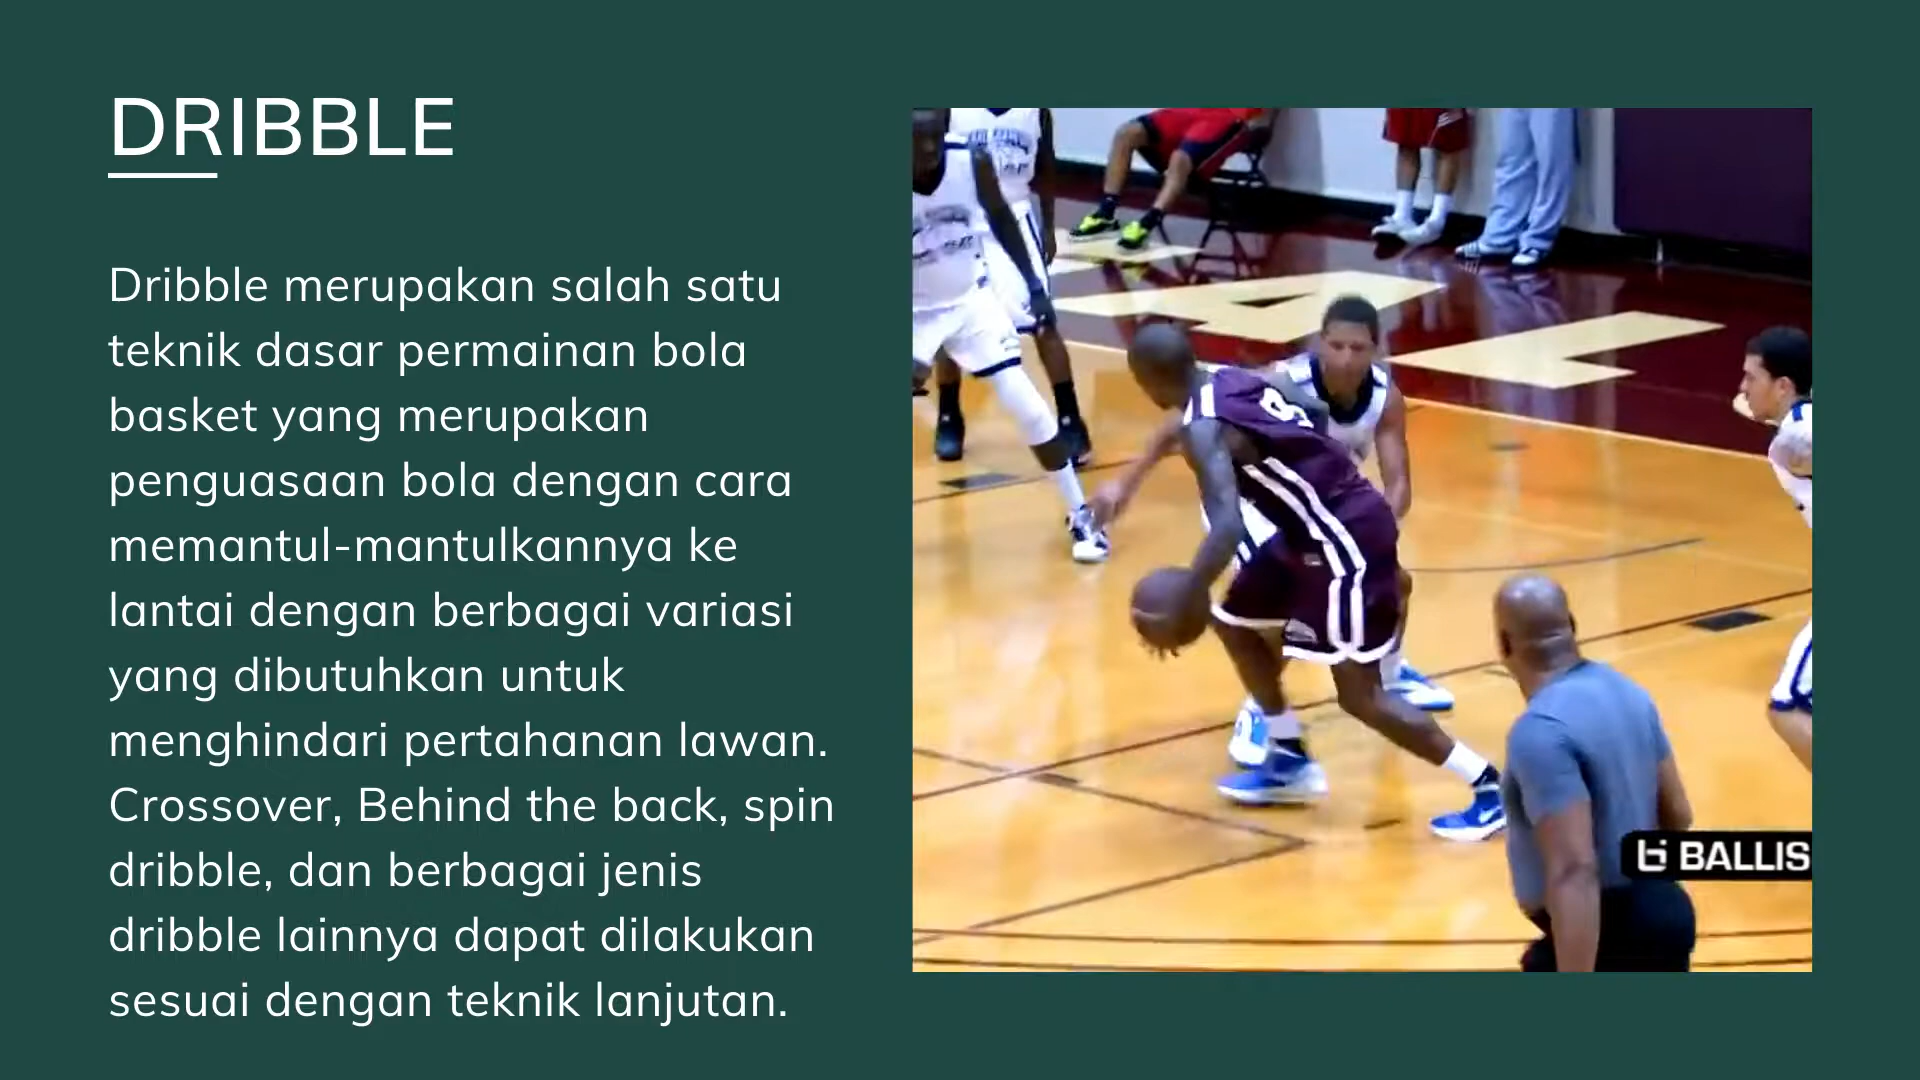 DRIBBLE
Dribble merupakan salah satu
teknik dasar permainan bola
basket yang merupakan
penguasaan bola dengan cara
memantul-mantulkannya ke
lantai dengan berbagai variasi
yang dibutuhkan untuk
menghindari pertahanan lawan.
Crossover, Behind the back, spin
dribble, dan berbagai jenis
dribble lainnya dapat dilakukan
sesuai dengan teknik lanjutan.
BALLIS